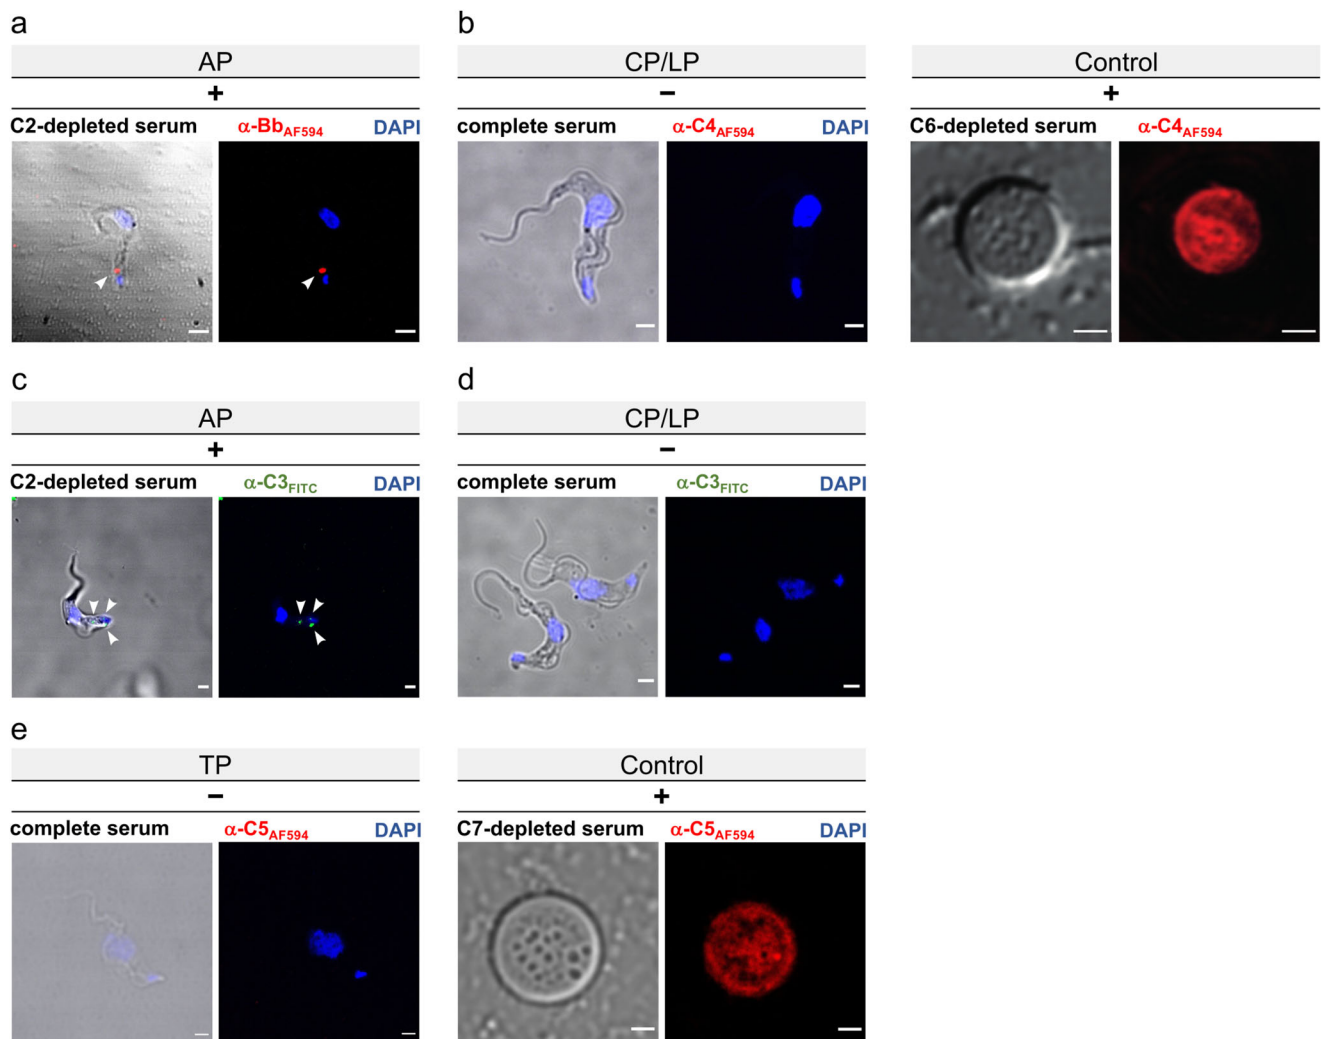 a
AP
+
C2-depleted serum α-BbAF594 DAPI
b
CP/LP
−
complete serum α-C4AF594 DAPI
Control
+
C6-depleted serum α-C4AF594
c
AP
+
C2-depleted serum α-C3FITC DAPI
d
CP/LP
−
complete serum α-C3FITC DAPI
e
TP
−
complete serum α-C5AF594 DAPI
Control
+
C7-depleted serum α-C5AF594 DAPI